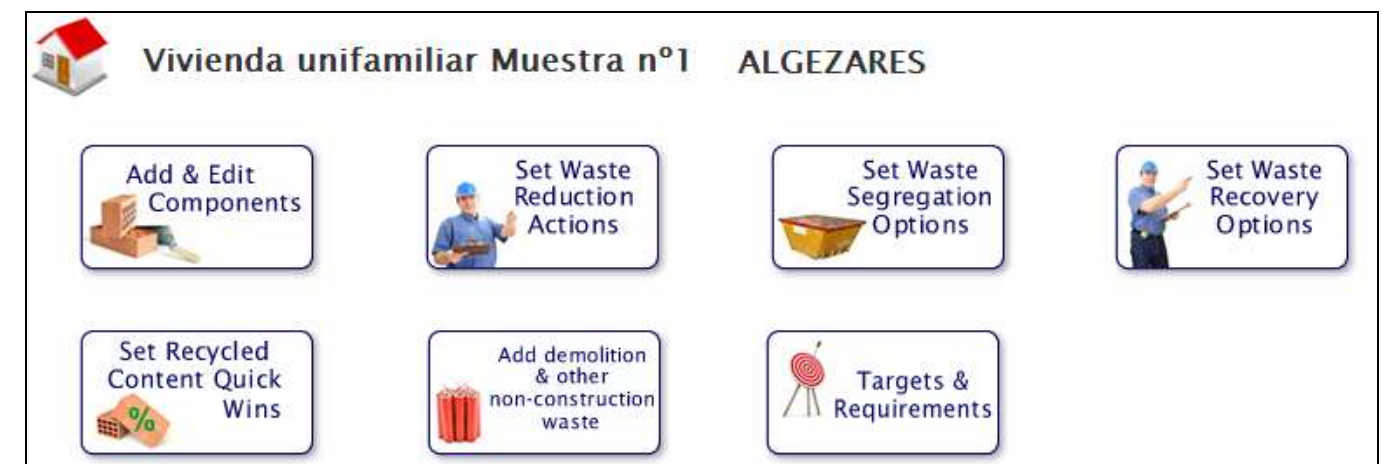 Vivienda unifamiliar Muestra nº1 ALGEZARES
Add & Edit
Components
Set Waste
Reduction
Actions
Set Waste
Segregation
Options
Set Waste
Recovery
Options
Set Recycled
Content Quick
Wins
%
Add demolition
& other
non-construction
waste
Targets &
Requirements